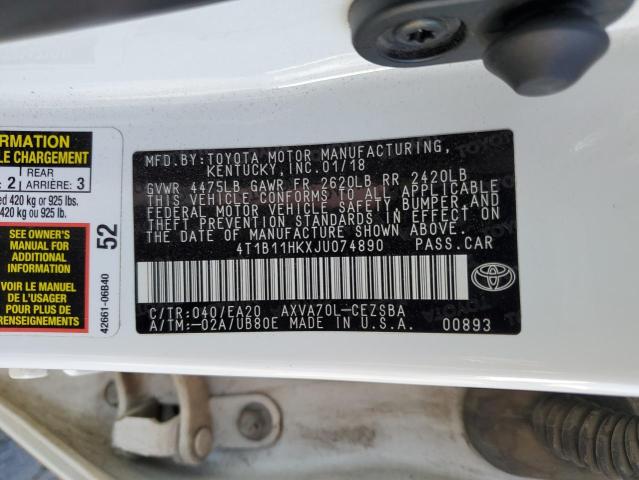 ORMATION
LE CHARGEMENT
: 2
REAR
ARRIÈRE: 3
ed 420 kg or 925 lbs.
420 kg ou 925 lb.
SEE OWNER'S
MANUAL FOR
ADDITIONAL
INFORMATION
VOIR LE MANUEL
DE L'USAGER
POUR PLUS DE
RENSEIGNEMENTS
52
42661-06B40
MFD.BY:TOYOTA MOTOR MANUFACTURING,
KENTUCKY,INC.01/18
GVWR 4475LB GAWR FR 2620LB RR 2420LB
THIS VEHICLE CONFORMS TO ALL APPLICABLE
FEDERAL MOTOR VEHICLE SAFETY,BUMPER,AND
THEFT PREVENTION STANDARDS IN EFFECT ON
THE DATE OF MANUFACTURE SHOWN ABOVE.
4T1B11HKXJU074890 PASS.CAR
C/TR:040/EA20 AXVA70L-CEZSBA
A/TM:-02A/UB80E MADE IN U.S.A.
TOYOTA
00893